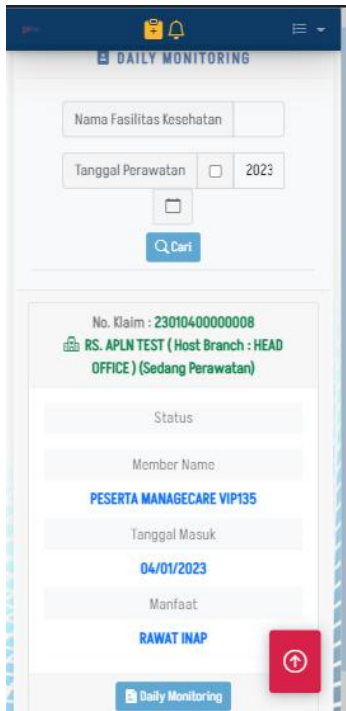 DAILY MONITORING
Nama Fasilitas Kesehatan
Tanggal Perawatan 2023
Cari
No. Klaim : 23010400000008
RS. APLN TEST ( Host Branch : HEAD
OFFICE ) (Sedang Perawatan)
Status
Member Name
PESERTA MANAGECARE VIP135
Tanggal Masuk
04/01/2023
Manfaat
RAWAT INAP
Daily Monitoring